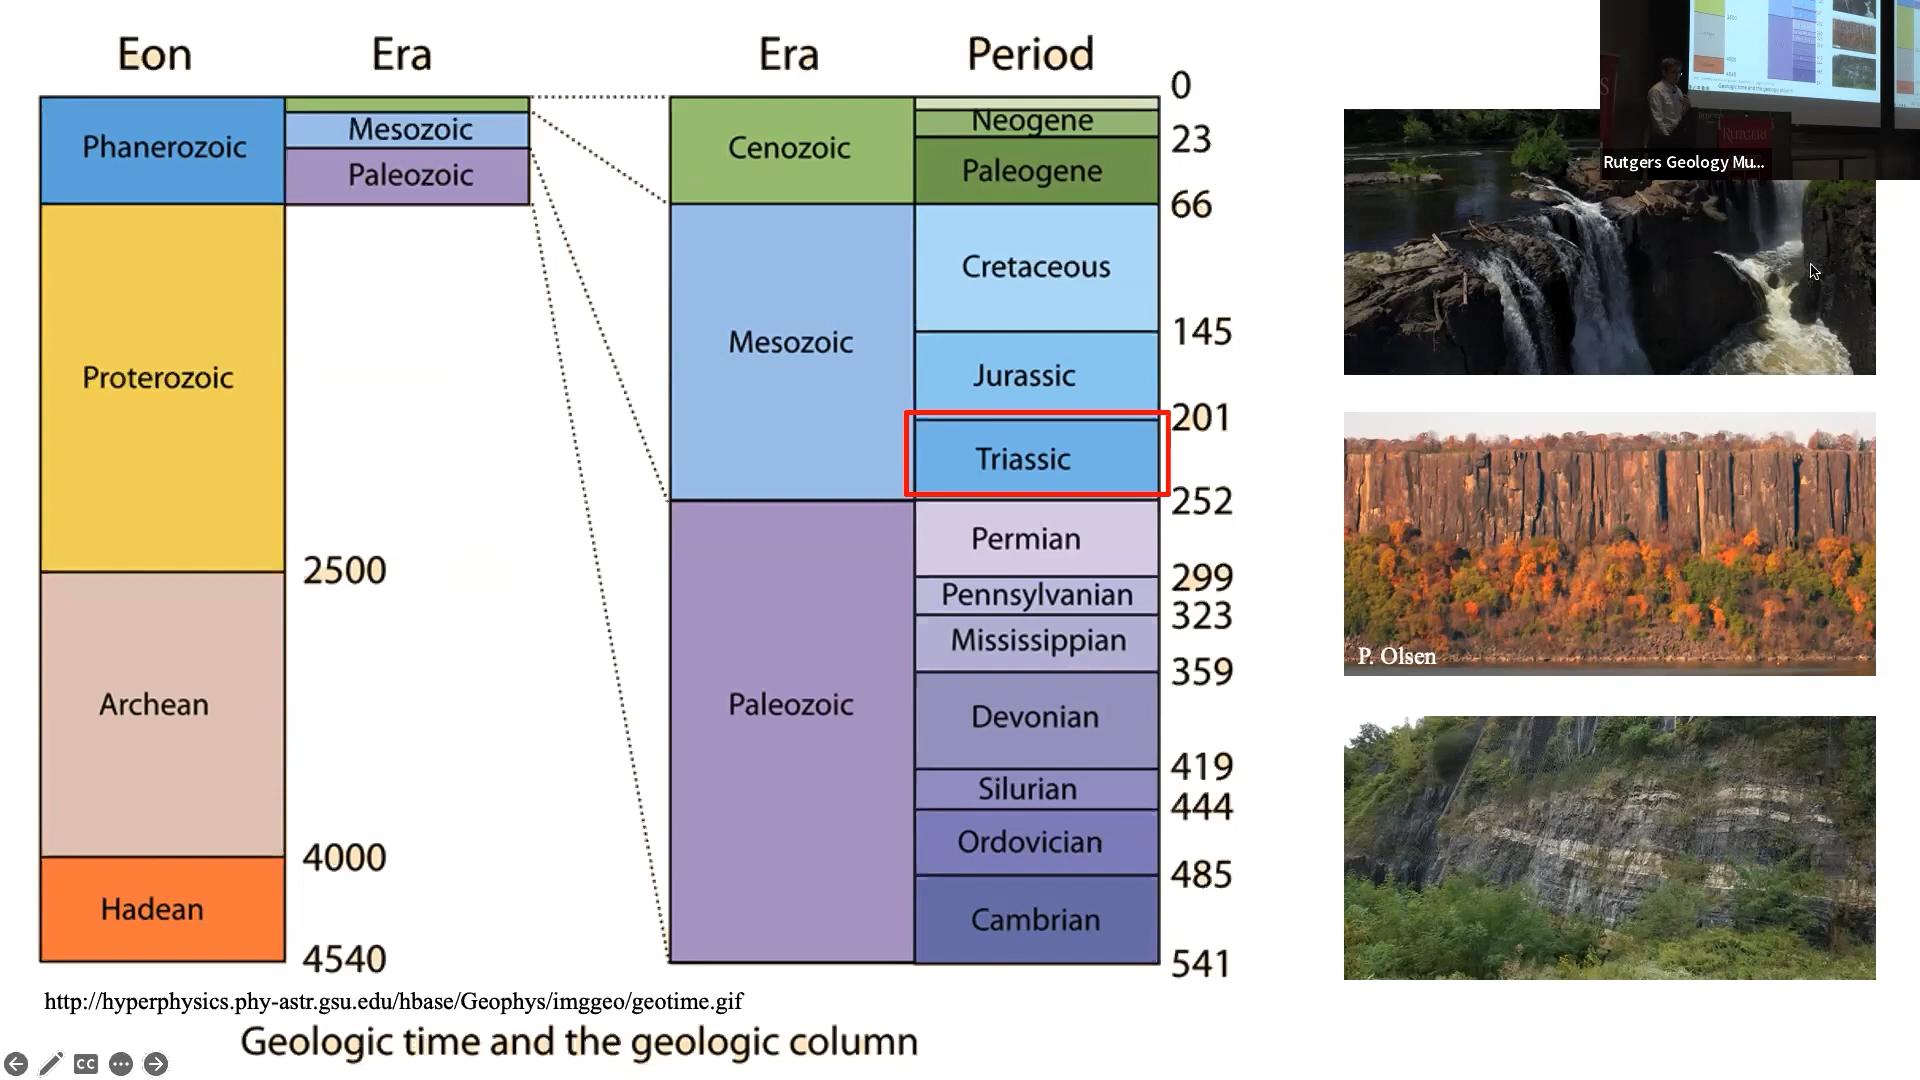 Eon
Era
Era
Period
Phanerozoic
Mesozoic
Paleozoic
Proterozoic
Archean
Hadean
2500
4000
4540
Cenozoic
Mesozoic
Paleozoic
Neogene
Paleogene
Cretaceous
Jurassic
Triassic
Permian
Pennsylvanian
Mississippian
Devonian
Silurian
Ordovician
Cambrian
0
23
66
145
201
252
299
323
359
419
444
485
541
http://hyperphysics.phy-astr.gsu.edu/hbase/Geophys/imggeo/geotime.gif
Geologic time and the geologic column
RUTGERS
Rutgers Geology Mu...
P. Olsen
CC